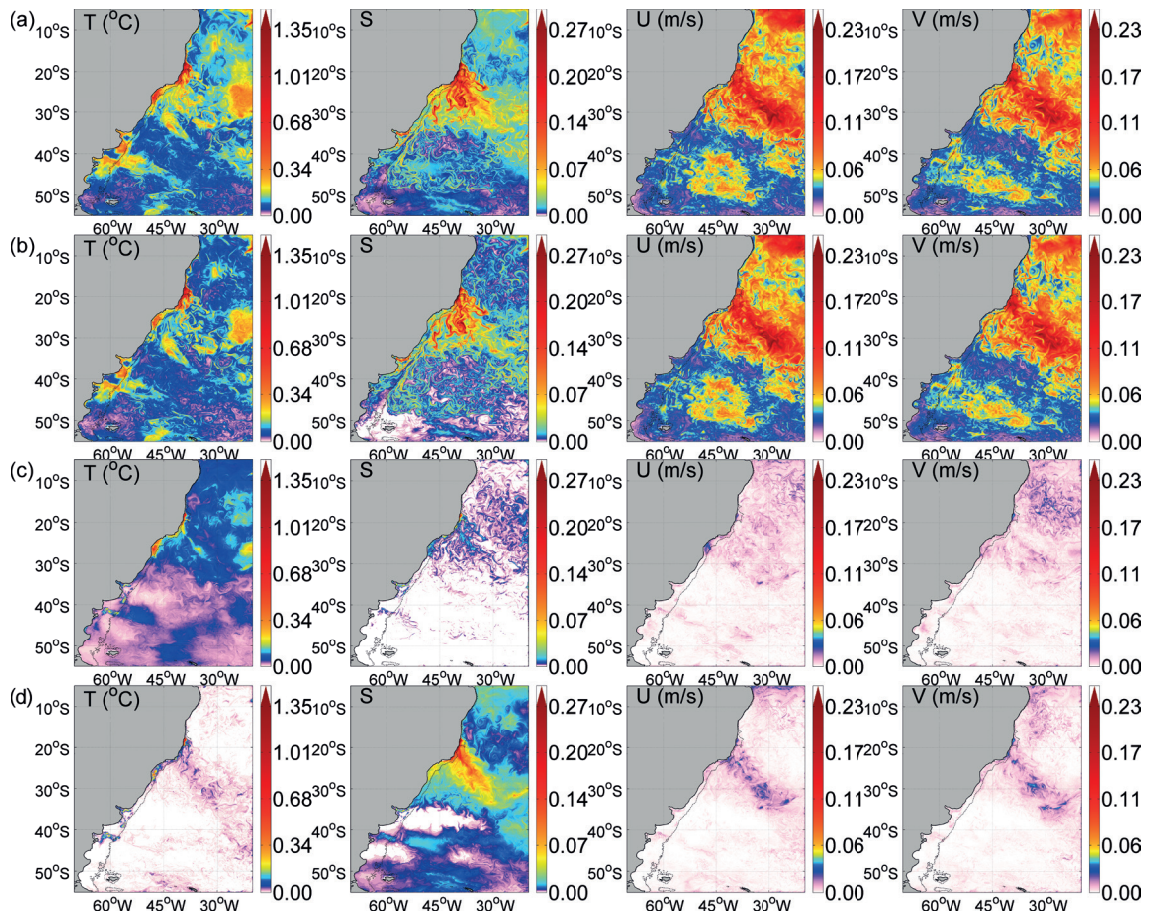 (a) T (°C) S U (m/s) V (m/s)
10°S 1.35 10°S 0.27 10°S 0.23 10°S 0.23
20°S 1.01 20°S 0.20 20°S 0.17 20°S 0.17
30°S 0.68 30°S 0.14 30°S 0.11 30°S 0.11
40°S 0.34 40°S 0.07 40°S 0.06 40°S 0.06
50°S 0.00 50°S 0.00 50°S 0.00 50°S 0.00
60°W 45°W 30°W 60°W 45°W 30°W 60°W 45°W 30°W 60°W 45°W 30°W
(b) T (°C) S U (m/s) V (m/s)
10°S 1.35 10°S 0.27 10°S 0.23 10°S 0.23
20°S 1.01 20°S 0.20 20°S 0.17 20°S 0.17
30°S 0.68 30°S 0.14 30°S 0.11 30°S 0.11
40°S 0.34 40°S 0.07 40°S 0.06 40°S 0.06
50°S 0.00 50°S 0.00 50°S 0.00 50°S 0.00
60°W 45°W 30°W 60°W 45°W 30°W 60°W 45°W 30°W 60°W 45°W 30°W
(c) T (°C) S U (m/s) V (m/s)
10°S 1.35 10°S 0.27 10°S 0.23 10°S 0.23
20°S 1.01 20°S 0.20 20°S 0.17 20°S 0.17
30°S 0.68 30°S 0.14 30°S 0.11 30°S 0.11
40°S 0.34 40°S 0.07 40°S 0.06 40°S 0.06
50°S 0.00 50°S 0.00 50°S 0.00 50°S 0.00
60°W 45°W 30°W 60°W 45°W 30°W 60°W 45°W 30°W 60°W 45°W 30°W
(d) T (°C) S U (m/s) V (m/s)
10°S 1.35 10°S 0.27 10°S 0.23 10°S 0.23
20°S 1.01 20°S 0.20 20°S 0.17 20°S 0.17
30°S 0.68 30°S 0.14 30°S 0.11 30°S 0.11
40°S 0.34 40°S 0.07 40°S 0.06 40°S 0.06
50°S 0.00 50°S 0.00 50°S 0.00 50°S 0.00
60°W 45°W 30°W 60°W 45°W 30°W 60°W 45°W 30°W 60°W 45°W 30°W